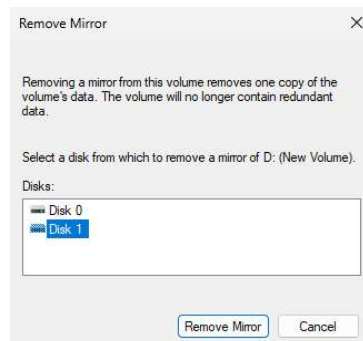 Remove Mirror
Removing a mirror from this volume removes one copy of the
volume's data. The volume will no longer contain redundant
data.
Select a disk from which to remove a mirror of D: (New Volume).
Disks:
Disk 0
Disk 1
Remove Mirror Cancel